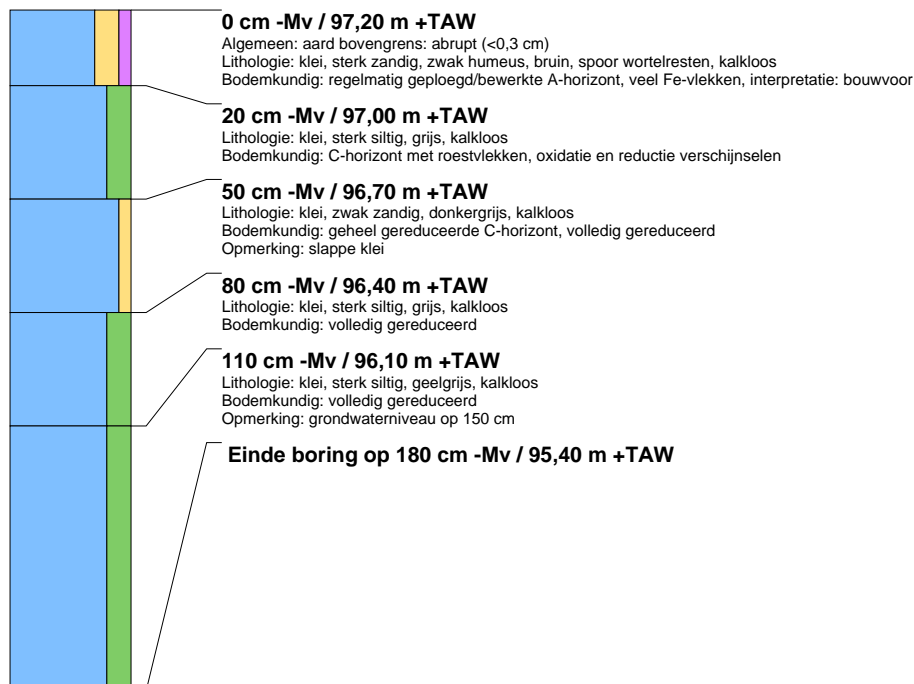 0 cm -Mv / 97,20 m +TAW
Algemeen: aard bovengrens: abrupt (<0,3 cm)
Lithologie: klei, sterk zandig, zwak humeus, bruin, spoor wortelresten, kalkloos
Bodemkundig: regelmatig geploegd/bewerkte A-horizont, veel Fe-vlekken, interpretatie: bouwvoor
20 cm -Mv / 97,00 m +TAW
Lithologie: klei, sterk siltig, grijs, kalkloos
Bodemkundig: C-horizont met roestvlekken, oxidatie en reductie verschijnselen
50 cm -Mv / 96,70 m +TAW
Lithologie: klei, zwak zandig, donkergrijs, kalkloos
Bodemkundig: geheel gereduceerde C-horizont, volledig gereduceerd
Opmerking: slappe klei
80 cm -Mv / 96,40 m +TAW
Lithologie: klei, sterk siltig, grijs, kalkloos
Bodemkundig: volledig gereduceerd
110 cm -Mv / 96,10 m +TAW
Lithologie: klei, sterk siltig, geelgrijs, kalkloos
Bodemkundig: volledig gereduceerd
Opmerking: grondwaterniveau op 150 cm
Einde boring op 180 cm -Mv / 95,40 m +TAW